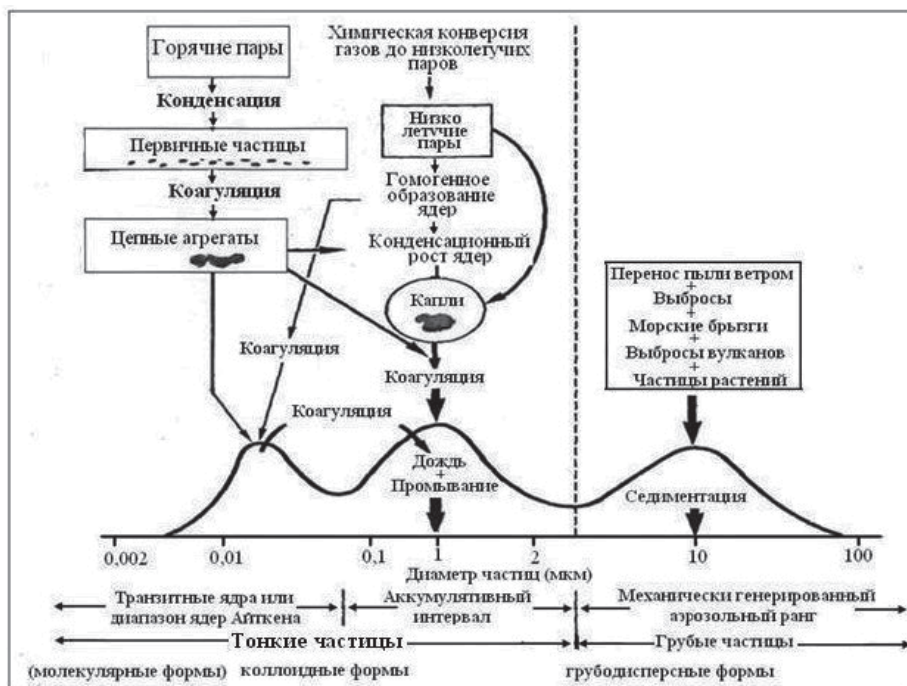 Горячие пары
Конденсация
Первичные частицы
Коагуляция
Цепные агрегаты
Химическая конверсия
газов до низколетучих
паров
Низко
летучие
пары
Гомогенное
образование
ядер
Конденсационный
рост ядер
Капли
Коагуляция
Коагуляция
Коагуляция
Дождь
+
Промывание
Перенос пыли ветром
+
Выбросы
+
Морские брызги
+
Выбросы вулканов
+
Частицы растений
Седиментация
0.002 0,01 0,1 1 2 10 100
Диаметр частиц (мкм)
Транзитные ядра или
диапазон ядер Айткена
Аккумулятивный
интервал
Механически генерированный
аэрозольный ранг
Тонкие частицы
Грубые частицы
(молекулярные формы) коллоидные формы грубодисперсные формы